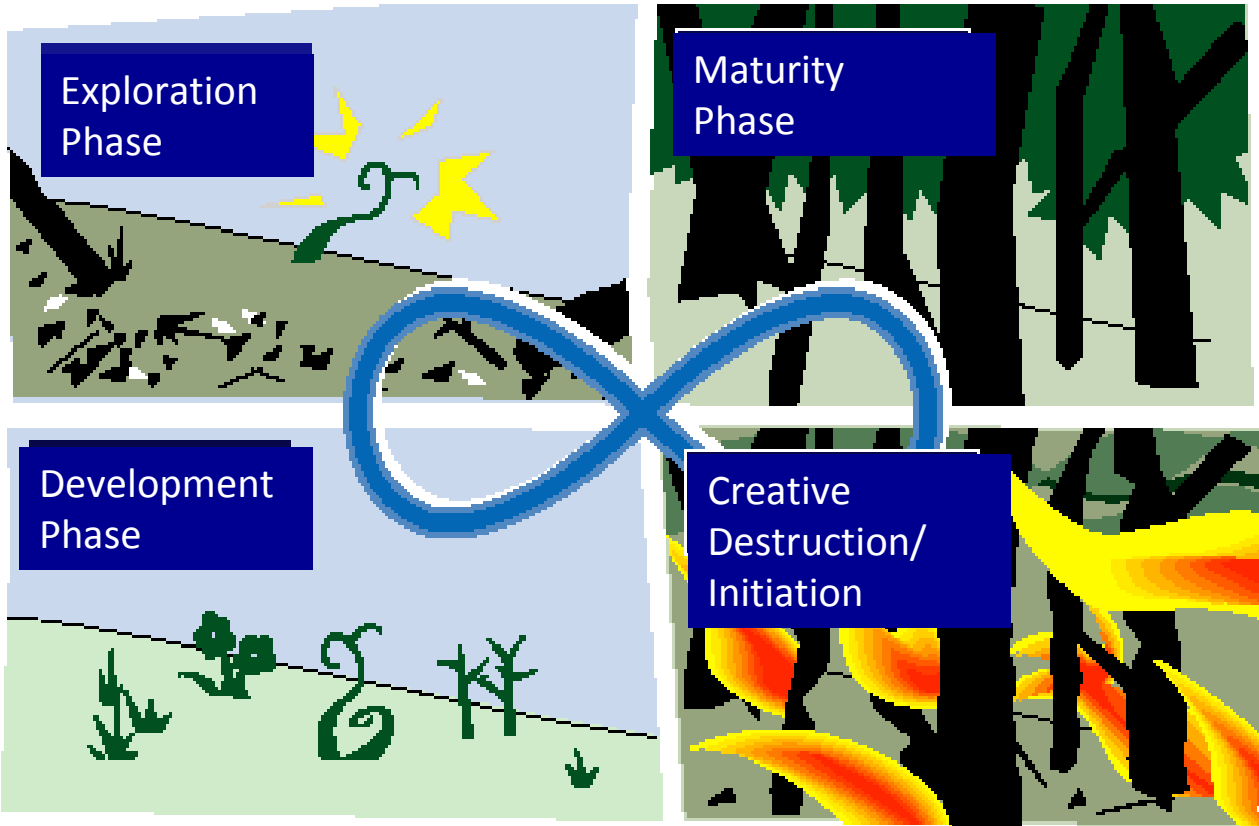 Exploration
Phase
Maturity
Phase
Development
Phase
Creative
Destruction/
Initiation